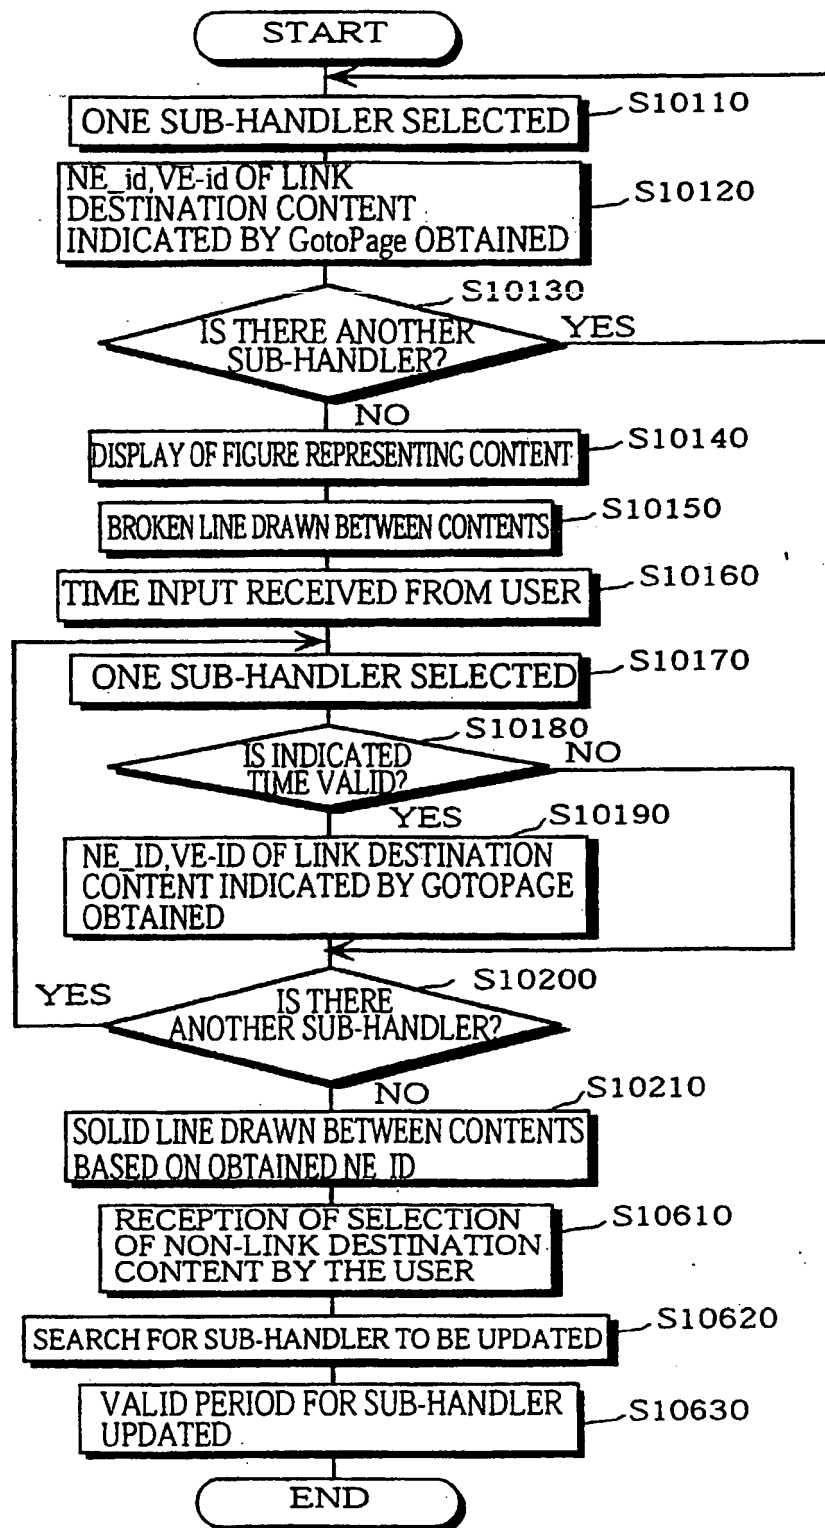 START
ONE SUB-HANDLER SELECTED
S10110
NE_id,VE-id OF LINK
DESTINATION CONTENT
INDICATED BY GotoPage OBTAINED
S10120
S10130
IS THERE ANOTHER
SUB-HANDLER?
YES
NO
DISPLAY OF FIGURE REPRESENTING CONTENT
S10140
BROKEN LINE DRAWN BETWEEN CONTENTS
S10150
TIME INPUT RECEIVED FROM USER
S10160
ONE SUB-HANDLER SELECTED
S10170
S10180
IS INDICATED
TIME VALID?
NO
YES
S10190
NE_ID,VE-ID OF LINK DESTINATION
CONTENT INDICATED BY GOTOPAGE
OBTAINED
S10200
YES
IS THERE
ANOTHER SUB-HANDLER?
NO
S10210
SOLID LINE DRAWN BETWEEN CONTENTS
BASED ON OBTAINED NE_ID
RECEPTION OF SELECTION
OF NON-LINK DESTINATION
CONTENT BY THE USER
S10610
SEARCH FOR SUB-HANDLER TO BE UPDATED
S10620
VALID PERIOD FOR SUB-HANDLER
UPDATED
S10630
END